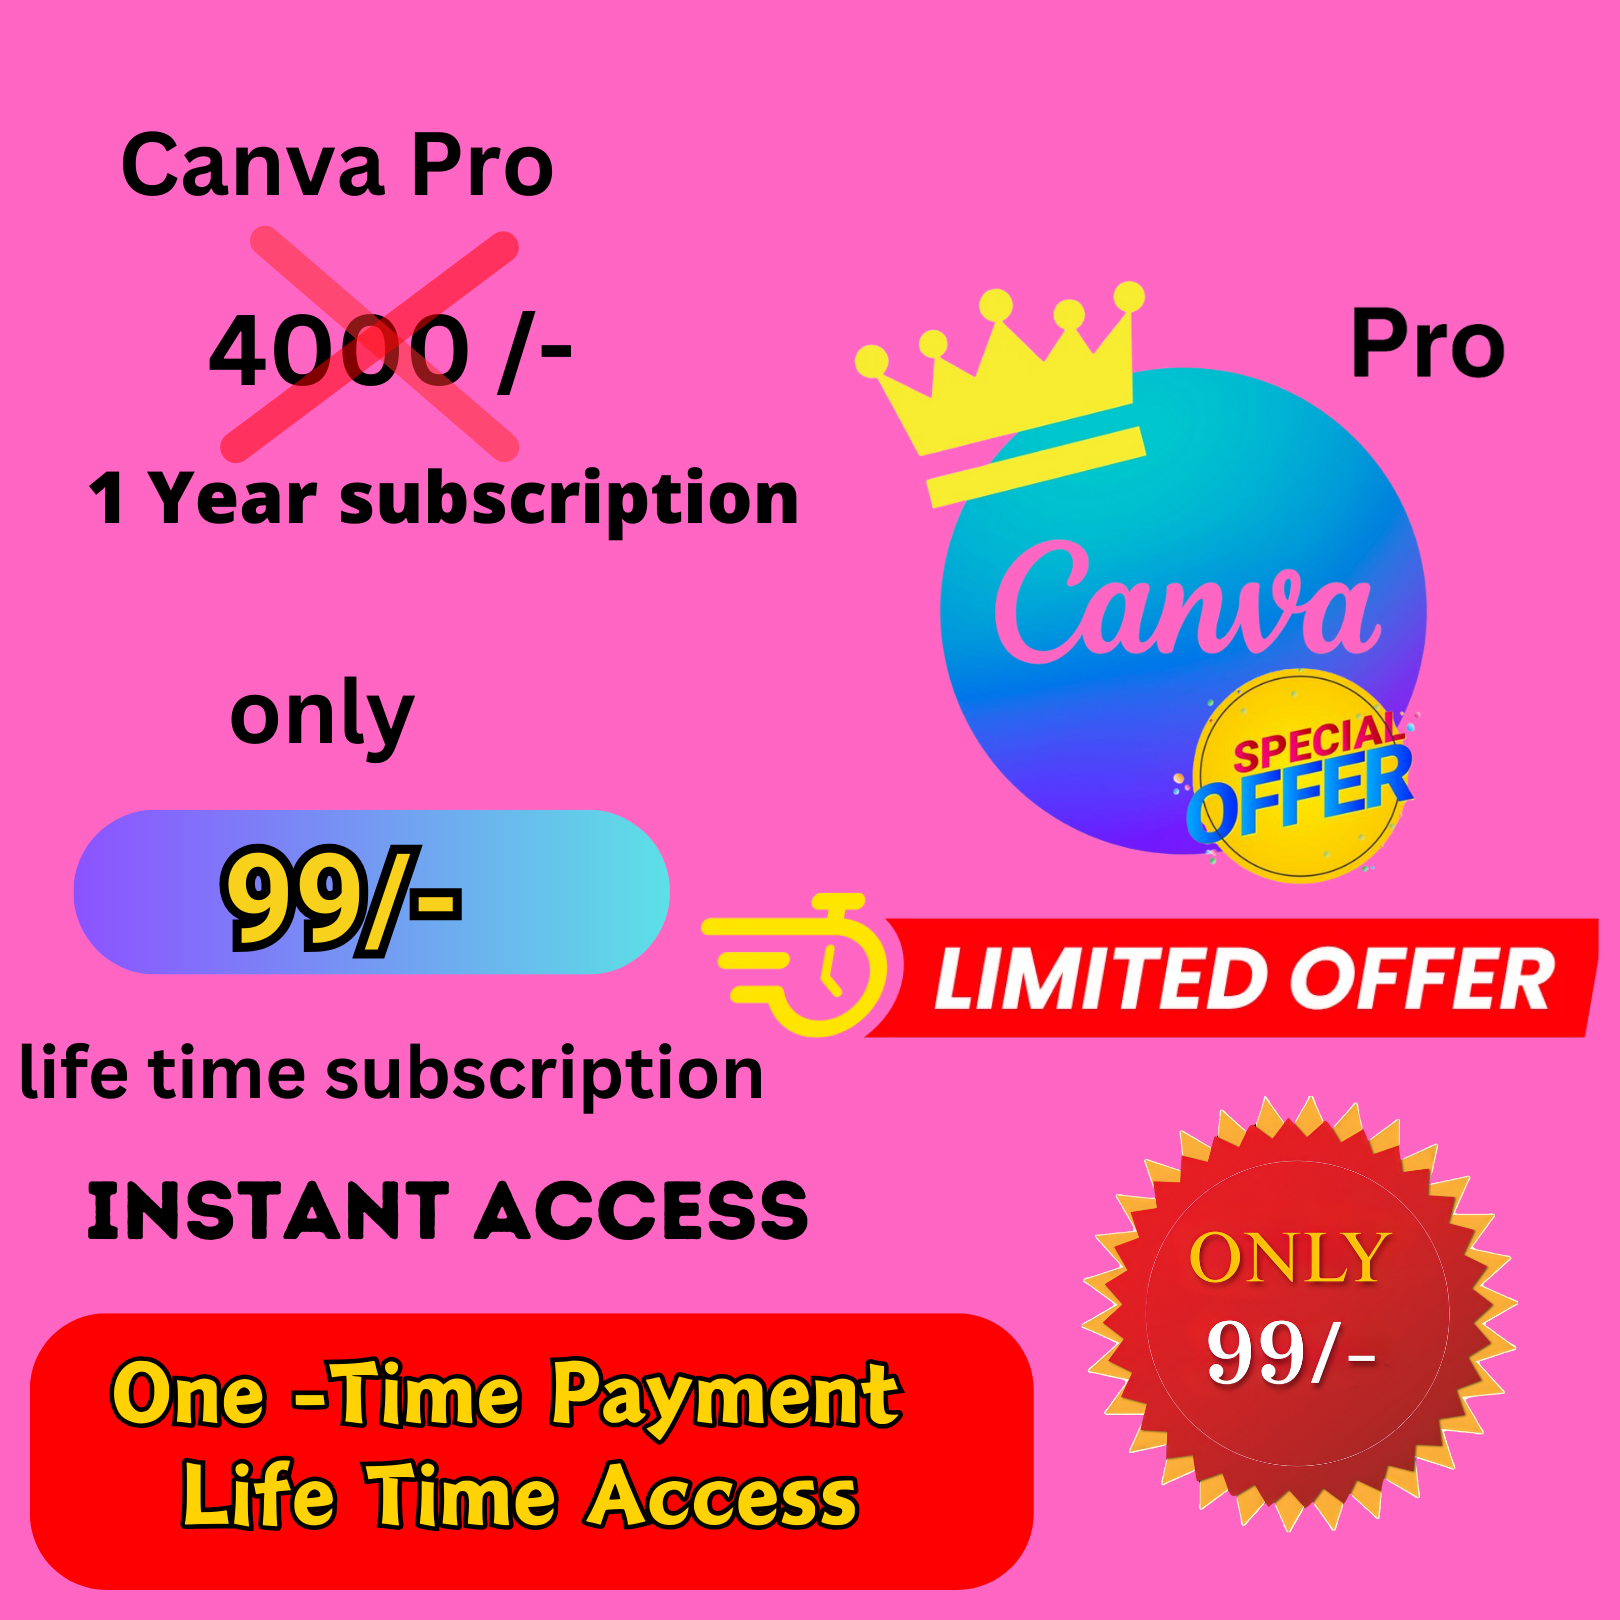 Canva Pro
4000 /-
1 Year subscription
only
99/-
life time subscription
INSTANT ACCESS
One -Time Payment
Life Time Access
Pro
Canva
SPECIAL
OFFER
LIMITED OFFER
ONLY
99/-